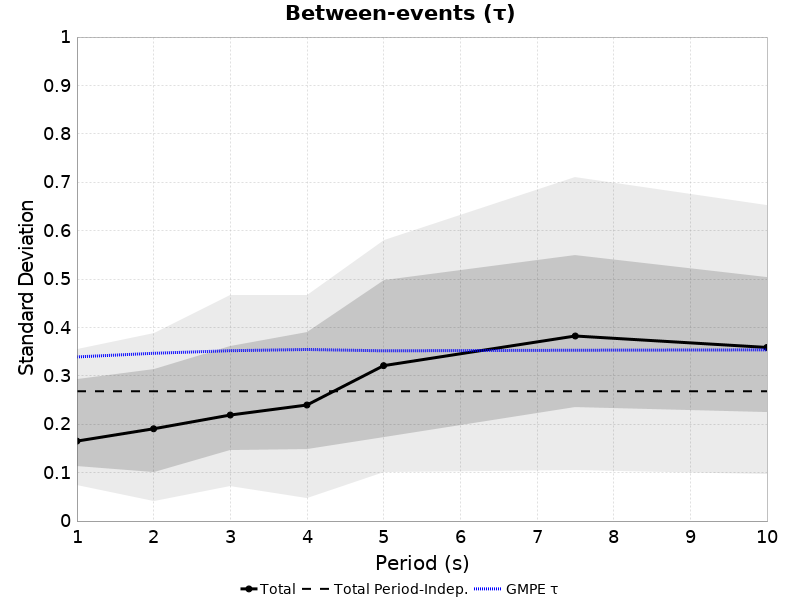 Between-events (τ)
1
0.9
0.8
0.7
0.6
0.5
0.4
0.3
0.2
0.1
0
Standard Deviation
1 2 3 4 5 6 7 8 9 10
Period (s)
Total Total Period-Indep. GMPE τ